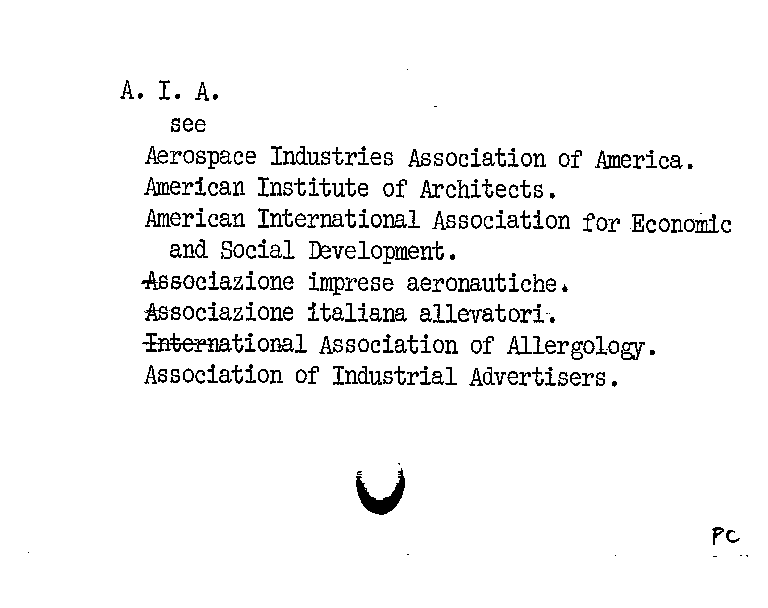 A. I. A.
see
Aerospace Industries Association of America.
American Institute of Architects.
American International Association for Economic
and Social Development.
Associazione imprese aeronautiche.
Associazione italiana allevatori.
International Association of Allergology.
Association of Industrial Advertisers.
PC